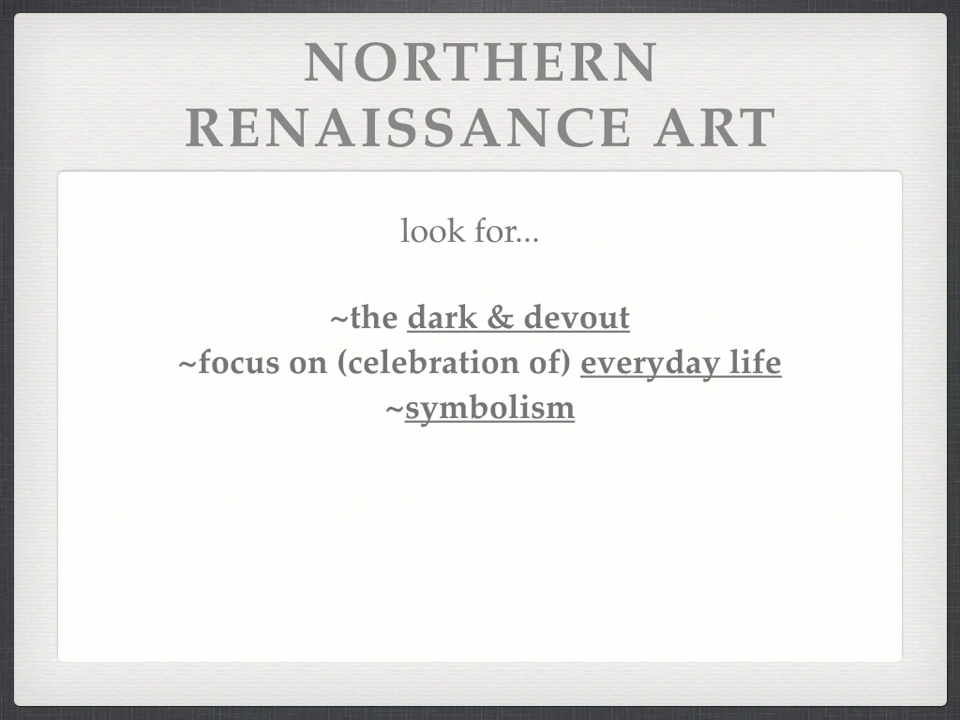 NORTHERN
RENAISSANCE ART
look for...
~the dark & devout
~focus on (celebration of) everyday life
~symbolism